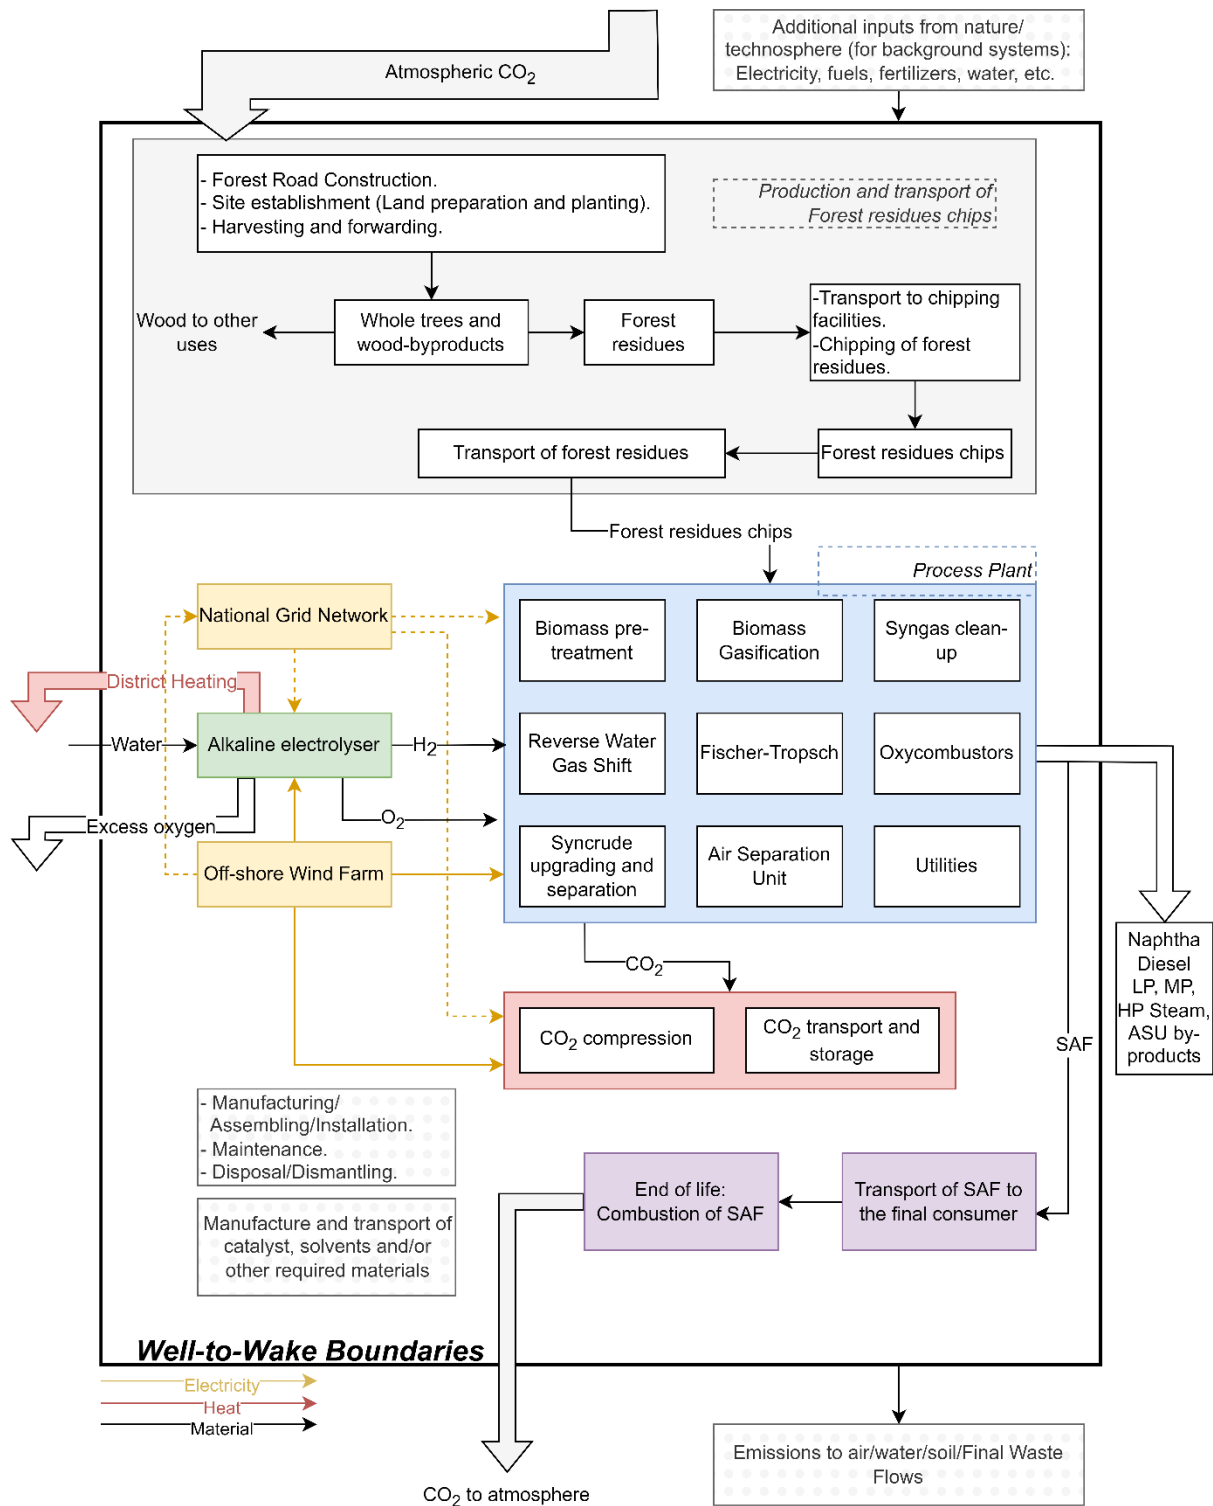 Atmospheric CO2
Additional inputs from nature/
technosphere (for background systems):
Electricity, fuels, fertilizers, water, etc.
- Forest Road Construction.
- Site establishment (Land preparation and planting).
- Harvesting and forwarding.
Production and transport of
Forest residues chips
Wood to other
uses
Whole trees and
wood-byproducts
Forest
residues
-Transport to chipping
facilities.
-Chipping of forest
residues.
Transport of forest residues
Forest residues chips
Forest residues chips
Process Plant
National Grid Network
Biomass pre-
treatment
Biomass
Gasification
Syngas clean-
up
District Heating
Water
Alkaline electrolyser
H2
Reverse Water
Gas Shift
Fischer-Tropsch
Oxycombustors
Excess oxygen
O2
Off-shore Wind Farm
Syncrude
upgrading and
separation
Air Separation
Unit
Utilities
CO2
Naphtha
Diesel
LP, MP,
HP Steam,
ASU by-
products
CO2 compression
CO2 transport and
storage
SAF
- Manufacturing/
Assembling/Installation.
- Maintenance.
- Disposal/Dismantling.
End of life:
Combustion of SAF
Transport of SAF to
the final consumer
Manufacture and transport of
catalyst, solvents and/or
other required materials
Well-to-Wake Boundaries
Electricity
Heat
Material
Emissions to air/water/soil/Final Waste
Flows
CO2 to atmosphere